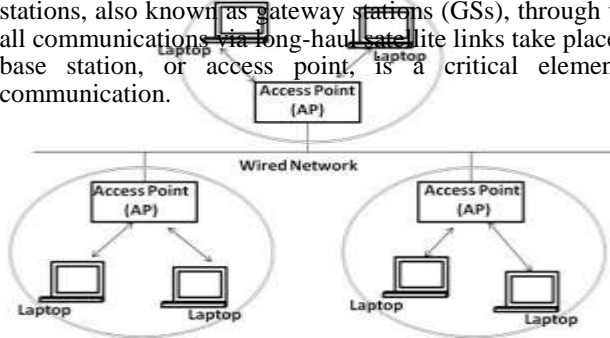 stations, also known as gateway stations (GSs), through
all communications via long-haul satellite links take place
base station, or access point, is a critical elemen
communication.
Laptop
Laptop
Access Point
(AP)
Wired Network
Access Point
(AP)
Access Point
(AP)
Laptop
Laptop
Laptop
Laptop